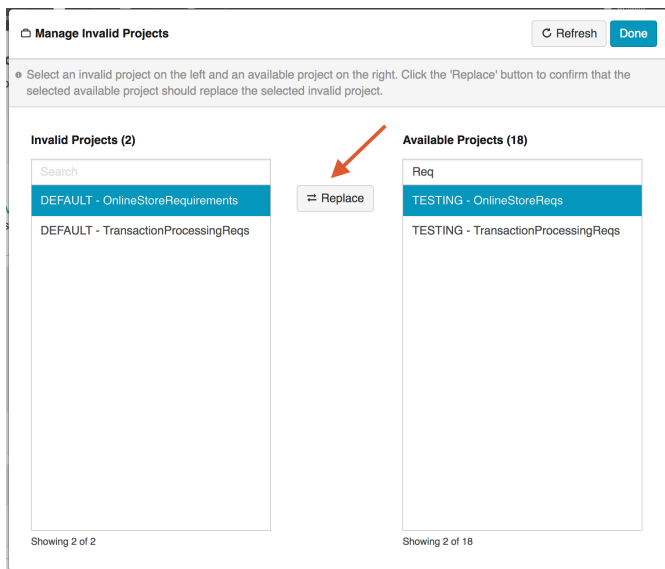 Manage Invalid Projects
Refresh
Done
Select an invalid project on the left and an available project on the right. Click the 'Replace' button to confirm that the
selected available project should replace the selected invalid project.
Invalid Projects (2)
Available Projects (18)
Search
Req
DEFAULT - OnlineStoreRequirements
Replace
TESTING - OnlineStoreReqs
DEFAULT - TransactionProcessingReqs
TESTING - TransactionProcessingReqs
Showing 2 of 2
Showing 2 of 18